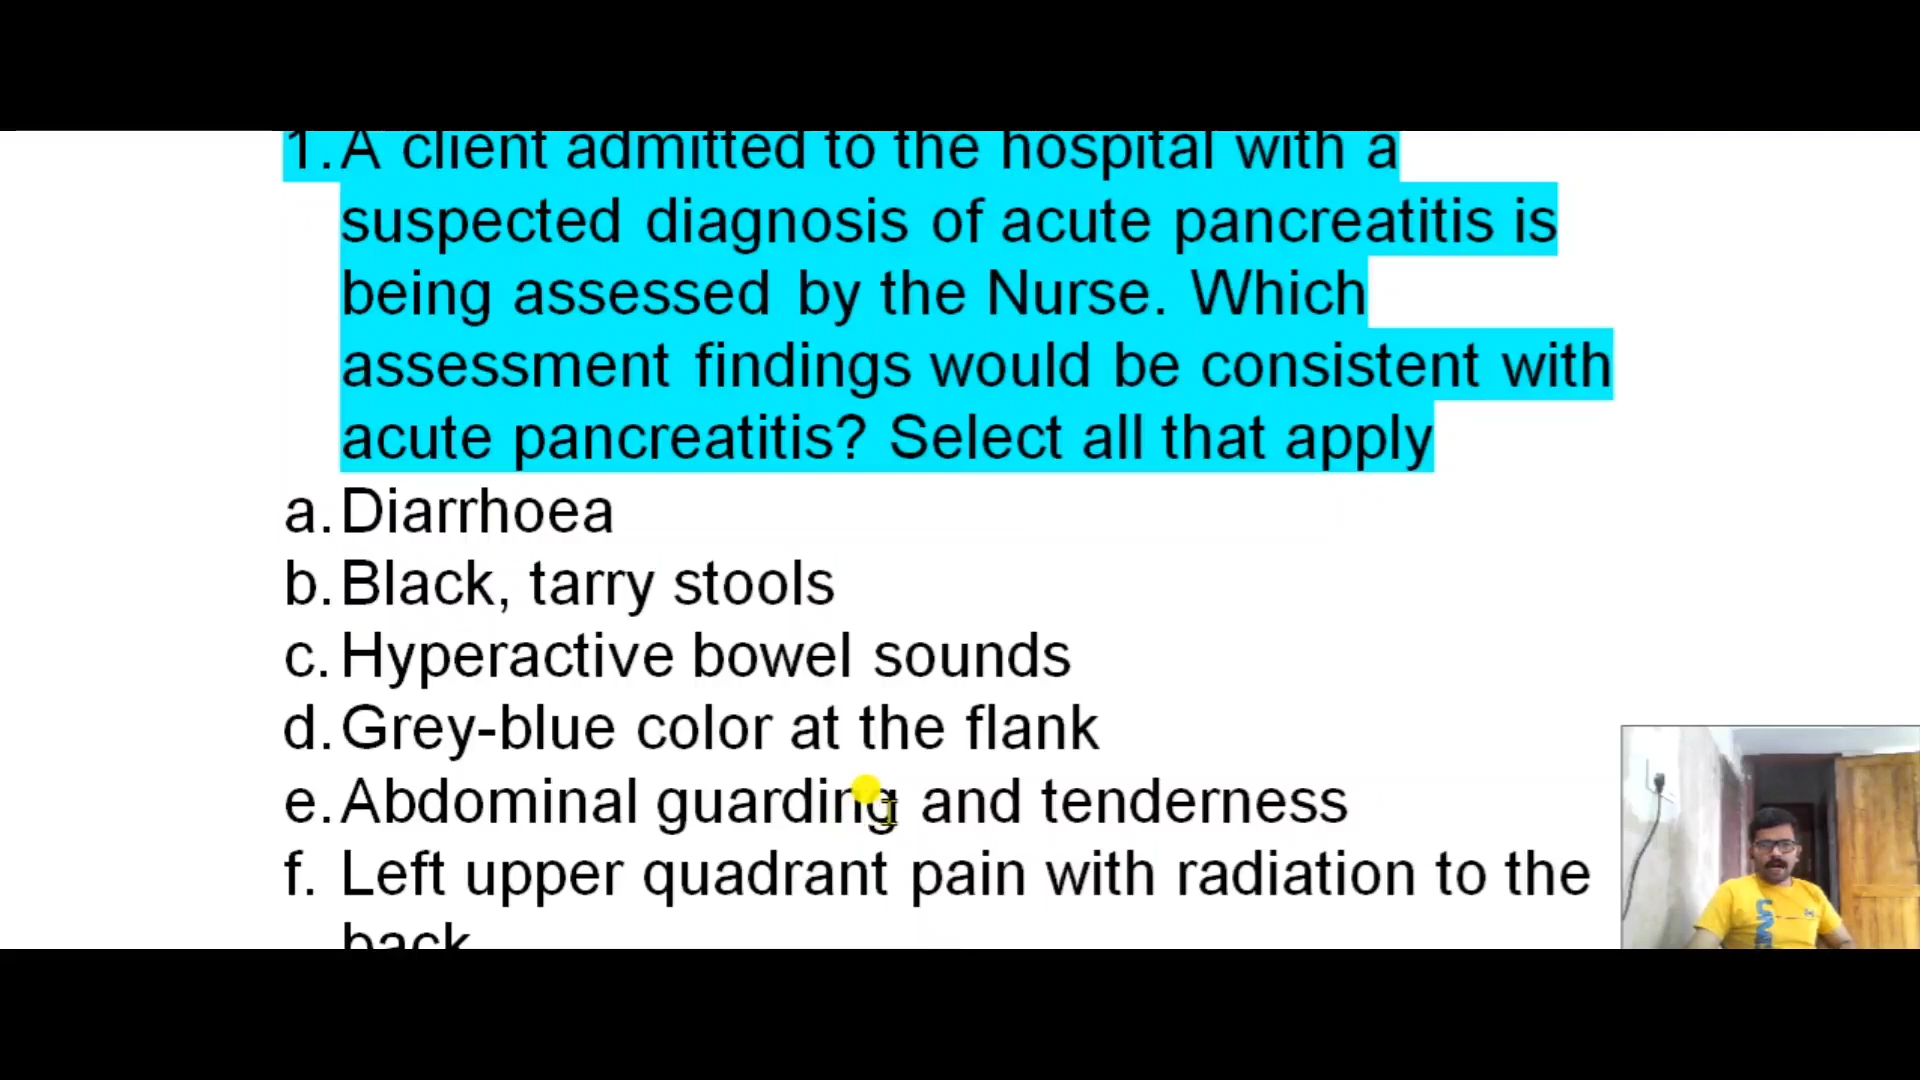 1. A client admitted to the hospital with a
suspected diagnosis of acute pancreatitis is
being assessed by the Nurse. Which
assessment findings would be consistent with
acute pancreatitis? Select all that apply
a. Diarrhoea
b. Black, tarry stools
c. Hyperactive bowel sounds
d. Grey-blue color at the flank
e. Abdominal guarding and tenderness
f. Left upper quadrant pain with radiation to the
back